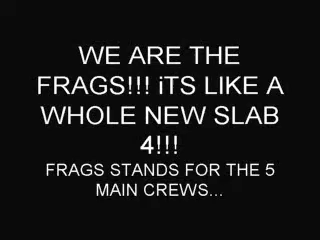 WE ARE THE
FRAGS!!! iTS LIKE A
WHOLE NEW SLAB
4!!!
FRAGS STANDS FOR THE 5
MAIN CREWS...